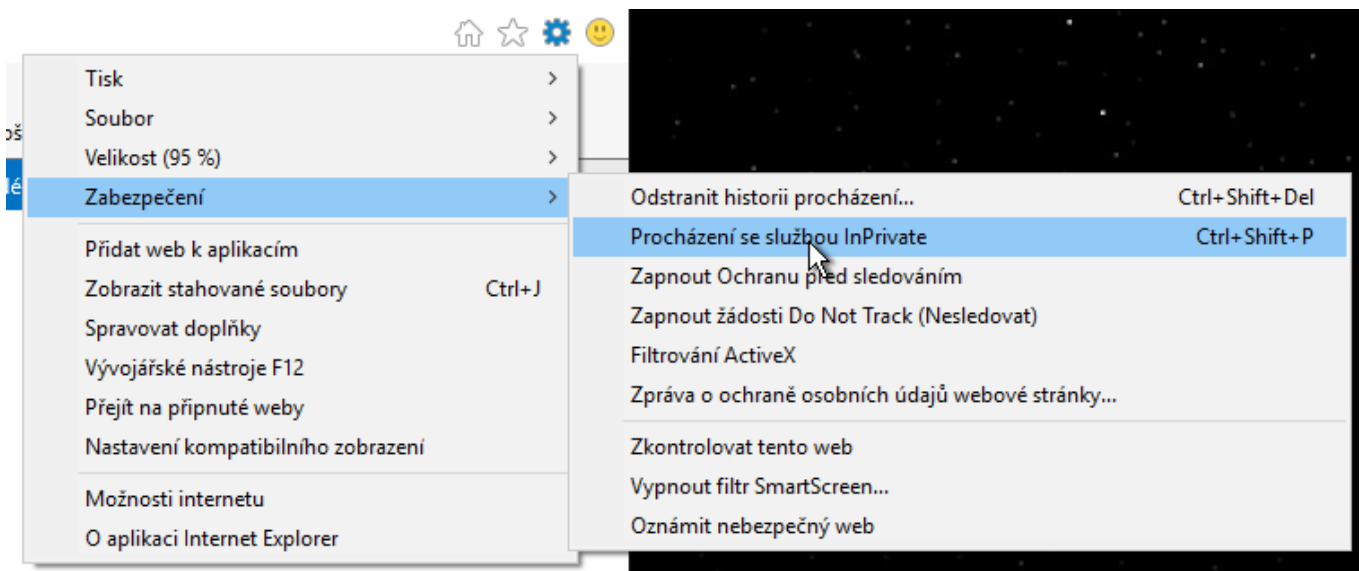 Tisk
Soubor
oš
Velikost (95 %)
lé
Zabezpečení
Přidat web k aplikacím
Zobrazit stahované soubory Ctrl+J
Spravovat doplňky
Vývojářské nástroje F12
Přejít na připnuté weby
Nastavení kompatibilního zobrazení
Možnosti internetu
O aplikaci Internet Explorer
Odstranit historii procházení... Ctrl+Shift+Del
Procházení se službou InPrivate Ctrl+Shift+P
Zapnout Ochranu před sledováním
Zapnout žádosti Do Not Track (Nesledovat)
Filtrování ActiveX
Zpráva o ochraně osobních údajů webové stránky...
Zkontrolovat tento web
Vypnout filtr SmartScreen...
Oznámit nebezpečný web